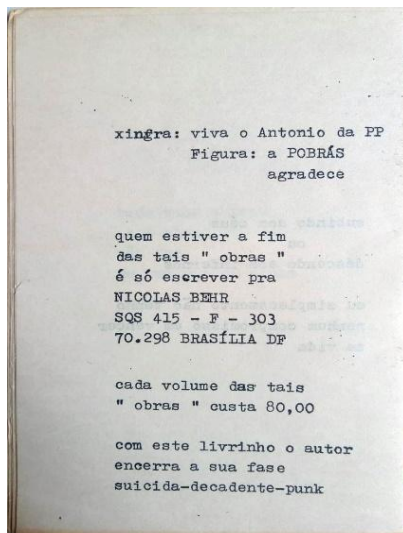 xingra: viva o Antonio da PP
Figura: a POBRÁS
agradece
quem estiver a fim
das tais " obras "
é só escrever pra
NICOLAS BEHR
SQS 415 - F - 303
70.298 BRASÍLIA DF
cada volume das tais
" obras " custa 80,00
com este livrinho o autor
encerra a sua fase
suicida-decadente-punk